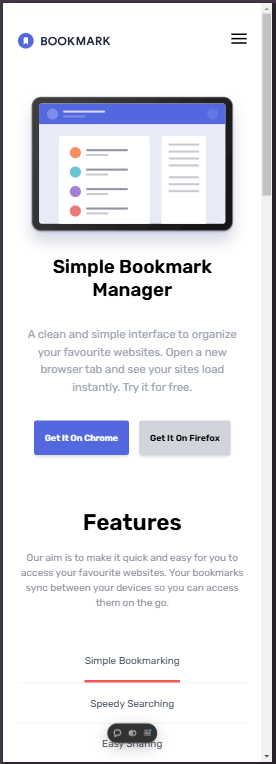 BOOKMARK
Simple Bookmark
Manager
A clean and simple interface to organize
your favourite websites. Open a new
browser tab and see your sites load
instantly. Try it for free.
Get It On Chrome
Get It On Firefox
Features
Our aim is to make it quick and easy for you to
access your favourite websites. Your bookmarks
sync between your devices so you can access
them on the go.
Simple Bookmarking
Speedy Searching
Easy Sharing